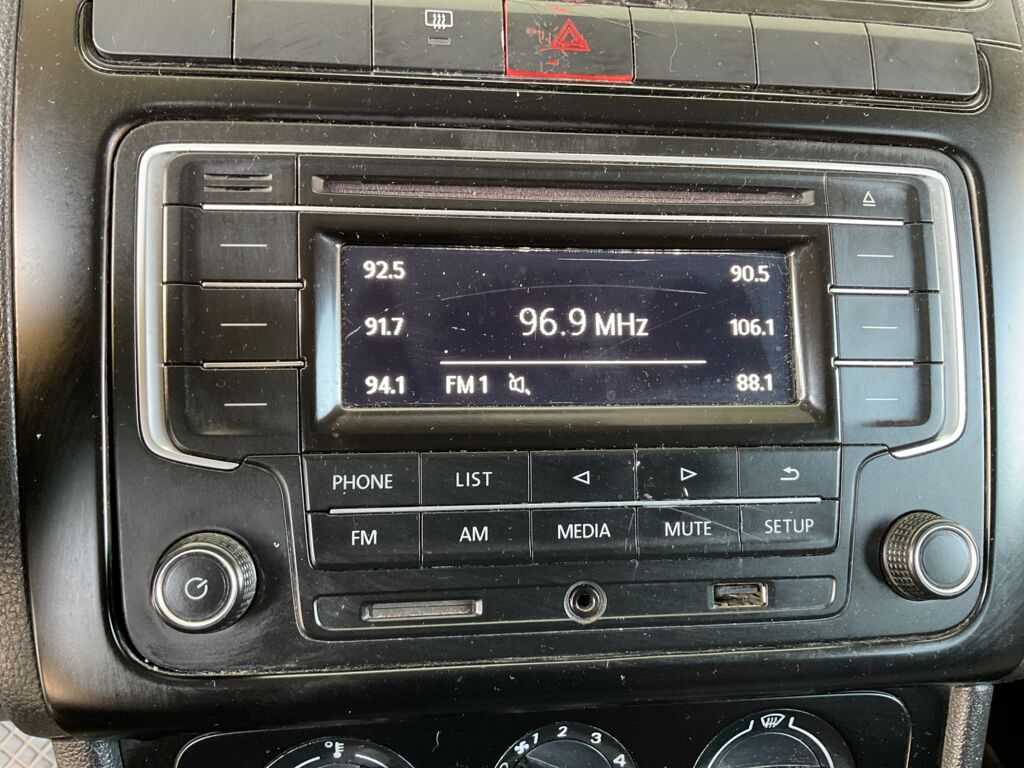 92.5 90.5
96.9 MHz
91.7 106.1
94.1 FM 1 88.1
PHONE LIST
FM AM MEDIA MUTE SETUP
1 2 3 4